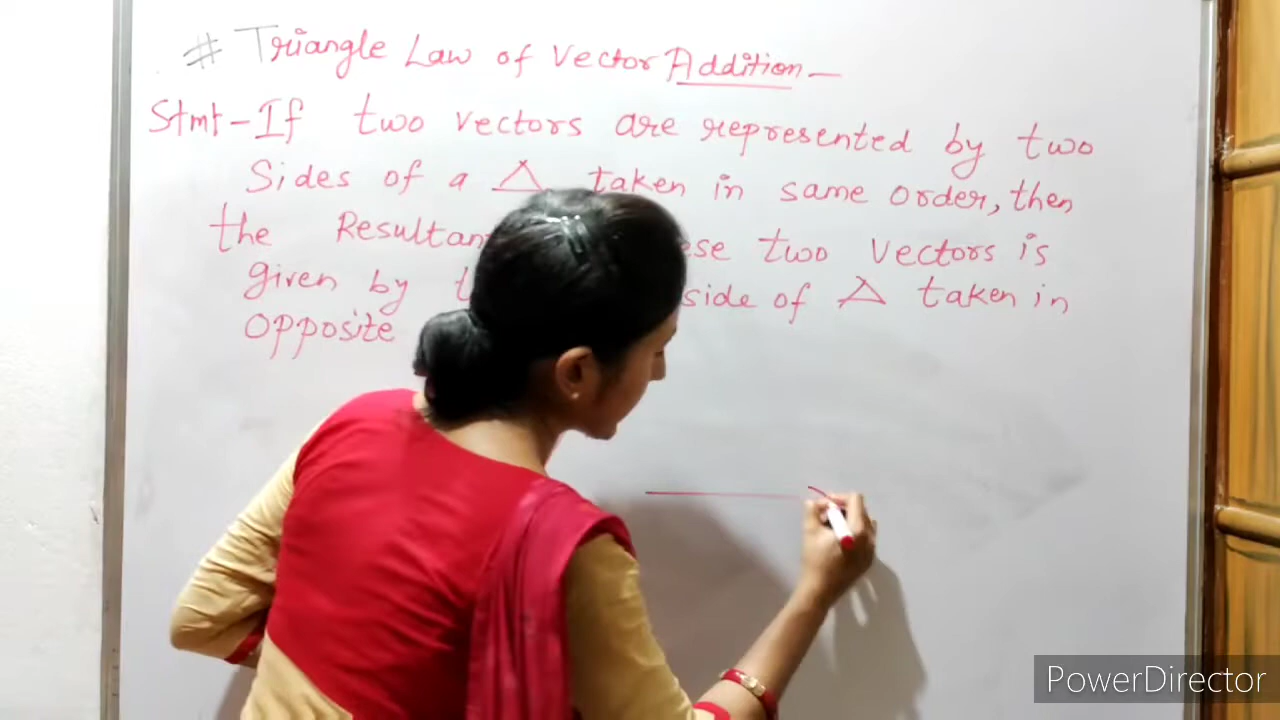 # Triangle Law of Vector Addition —
Stmt - If two vectors are represented by two
Sides of a △ taken in same order, then
the Resultan ese two vectors is
given by side of △ taken in
opposite
PowerDirector